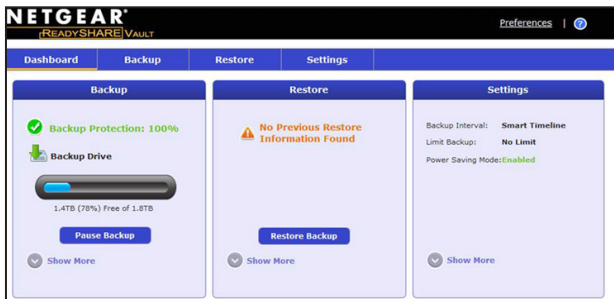 NETGEAR®
READYSHARE VAULT
Preferences | ?
Dashboard Backup Restore Settings
Backup
Backup Protection: 100%
Backup Drive
1.4TB (78%) Free of 1.8TB
Pause Backup
Show More
Restore
No Previous Restore
Information Found
Restore Backup
Show More
Settings
Backup Interval: Smart Timeline
Limit Backup: No Limit
Power Saving Mode:Enabled
Show More